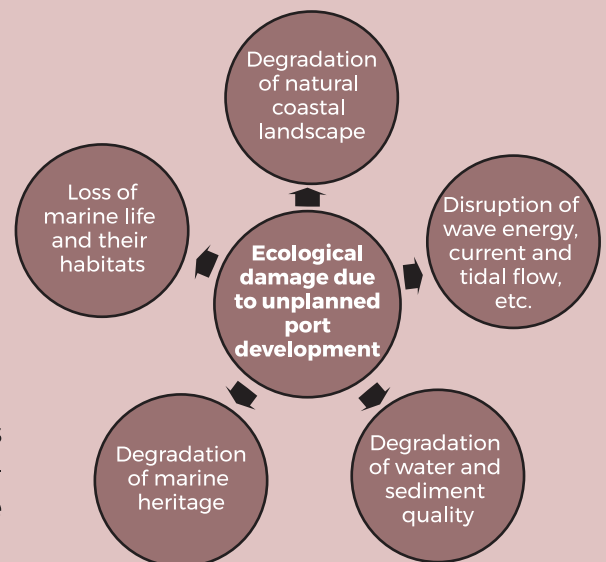 Degradation
of natural
coastal
landscape
Loss of
marine life
and their
habitats
Disruption of
wave energy,
current and
tidal flow,
etc.
Ecological
damage due
to unplanned
port
development
Degradation
of marine
heritage
Degradation
of water and
sediment
quality
s